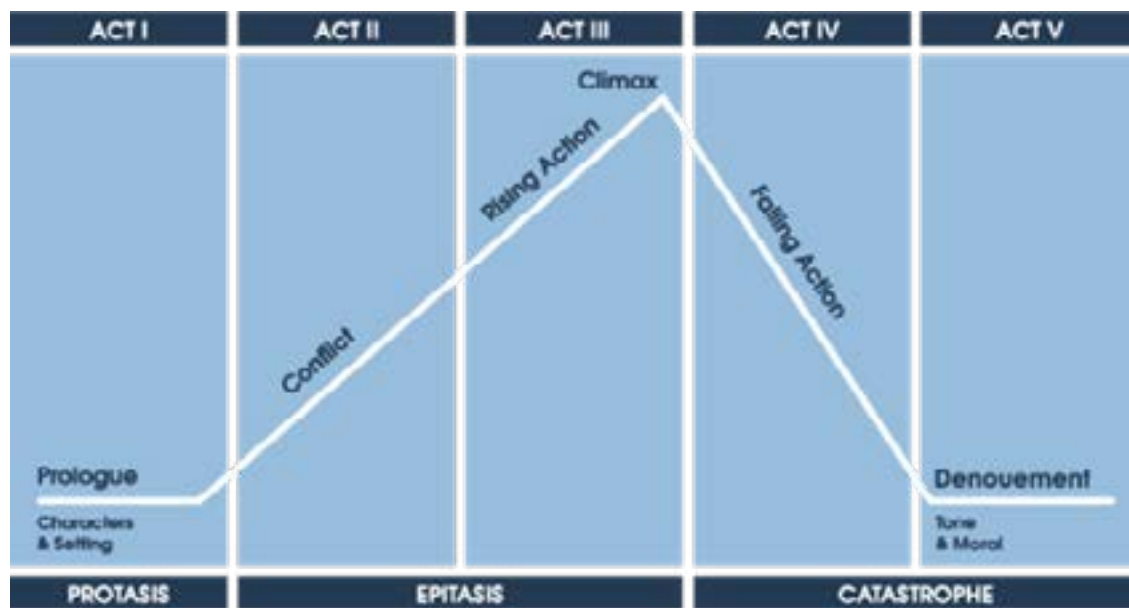 ACT I
ACT II
ACT III
ACT IV
ACT V
Climax
Rising Action
Falling Action
Conflict
Prologue
Characters
& Setting
Denouement
& Moral
PROTASIS
EPITASIS
CATASTROPHE